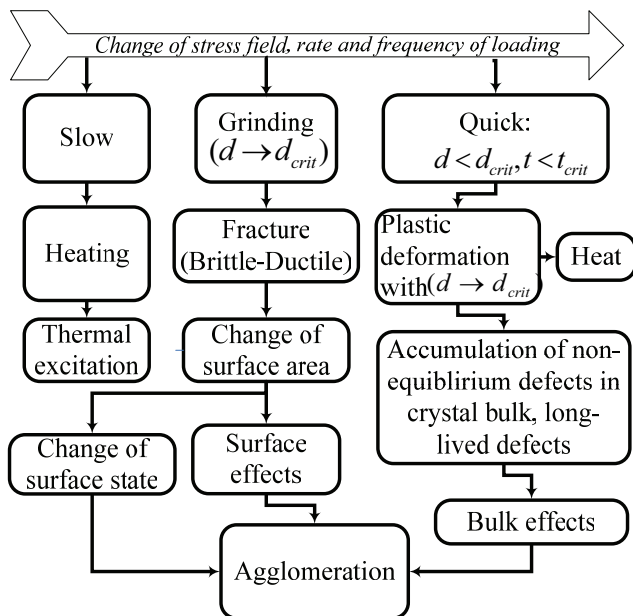 Change of stress field, rate and frequency of loading
Slow
Grinding
(d → d_crit)
Quick:
d < d_crit, t < t_crit
Heating
Fracture
(Brittle-Ductile)
Plastic
deformation
with (d → d_crit)
Heat
Thermal
excitation
Change of
surface area
Accumulation of non-
equiblirium defects in
crystal bulk, long-
lived defects
Change of
surface state
Surface
effects
Bulk effects
Agglomeration